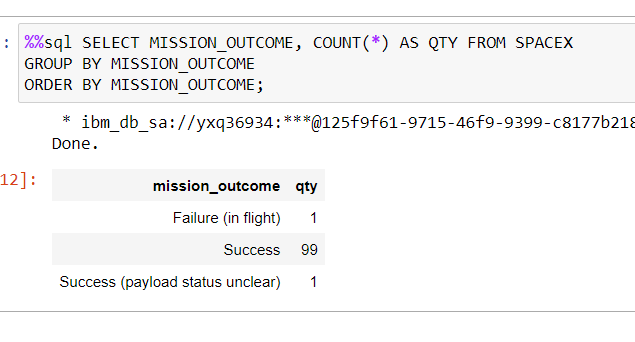 : %%sql SELECT MISSION_OUTCOME, COUNT(*) AS QTY FROM SPACEX
GROUP BY MISSION_OUTCOME
ORDER BY MISSION_OUTCOME;
* ibm_db_sa://yxq36934:***@125f9f61-9715-46f9-9399-c8177b218
Done.
12]:
mission_outcome qty
Failure (in flight) 1
Success 99
Success (payload status unclear) 1